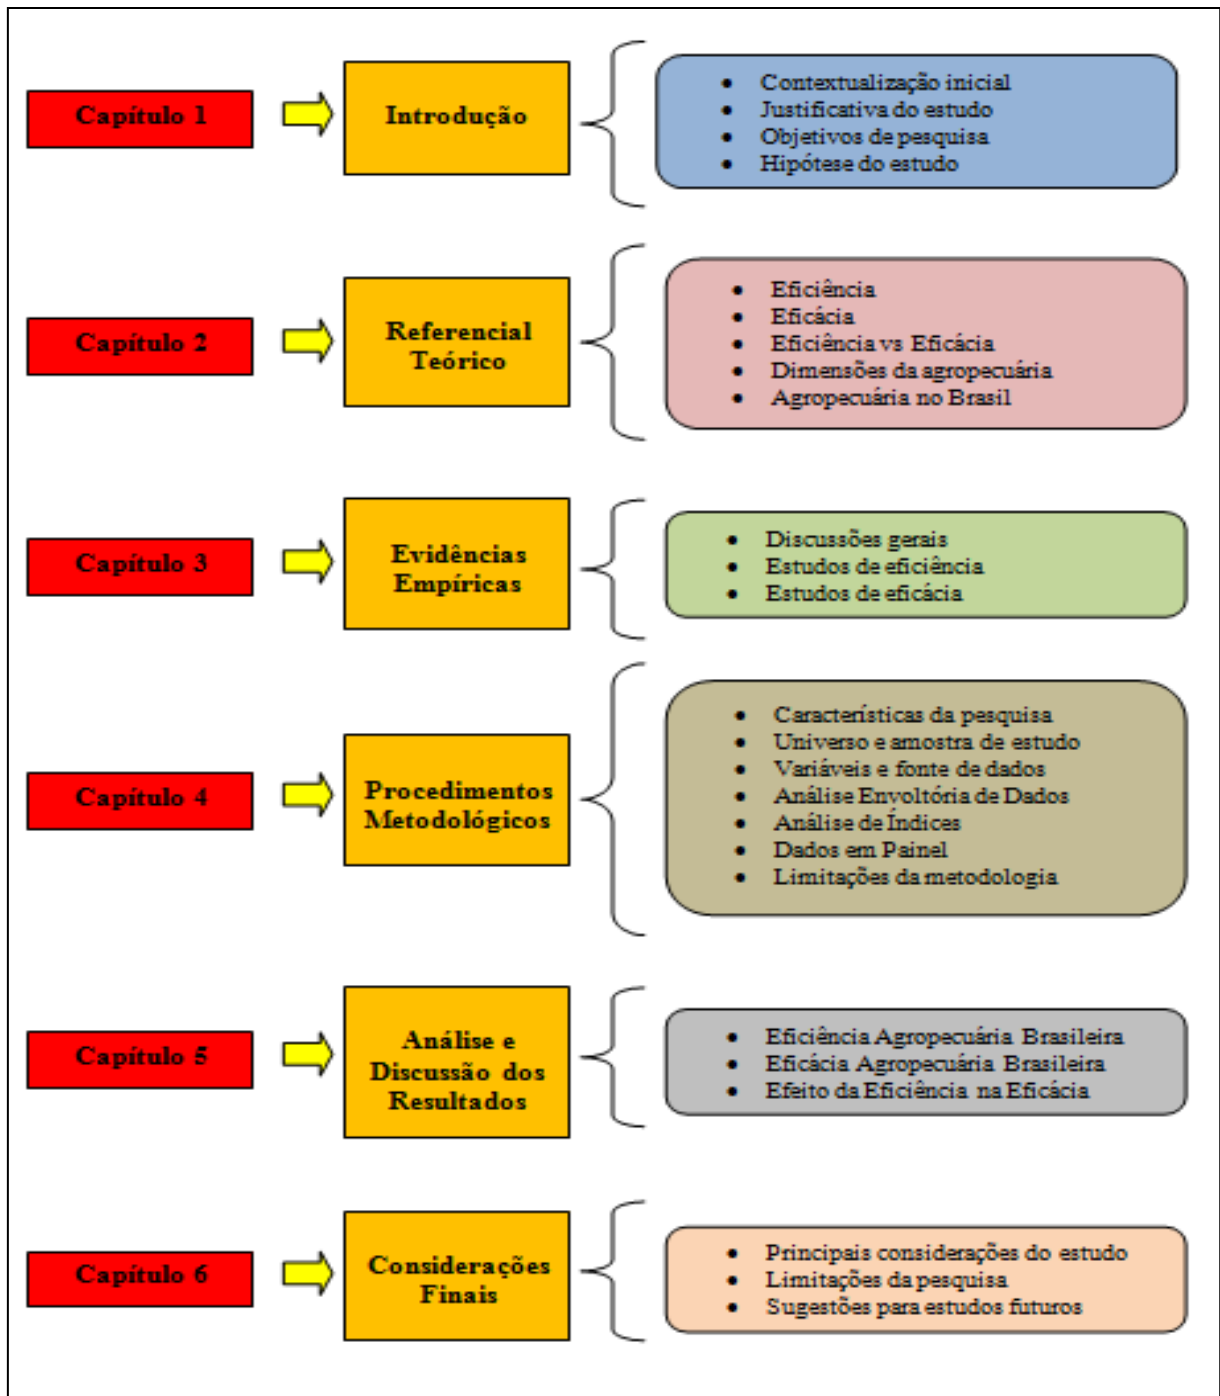 Capítulo 1
Introdução
• Contextualização inicial
• Justificativa do estudo
• Objetivos de pesquisa
• Hipótese do estudo
Capítulo 2
Referencial
Teórico
• Eficiência
• Eficácia
• Eficiência vs Eficácia
• Dimensões da agropecuária
• Agropecuária no Brasil
Capítulo 3
Evidências
Empíricas
• Discussões gerais
• Estudos de eficiência
• Estudos de eficácia
Capítulo 4
Procedimentos
Metodológicos
• Características da pesquisa
• Universo e amostra de estudo
• Variáveis e fonte de dados
• Análise Envoltória de Dados
• Análise de Índices
• Dados em Painel
• Limitações da metodologia
Capítulo 5
Análise e
Discussão dos
Resultados
• Eficiência Agropecuária Brasileira
• Eficácia Agropecuária Brasileira
• Efeito da Eficiência na Eficácia
Capítulo 6
Considerações
Finais
• Principais considerações do estudo
• Limitações da pesquisa
• Sugestões para estudos futuros